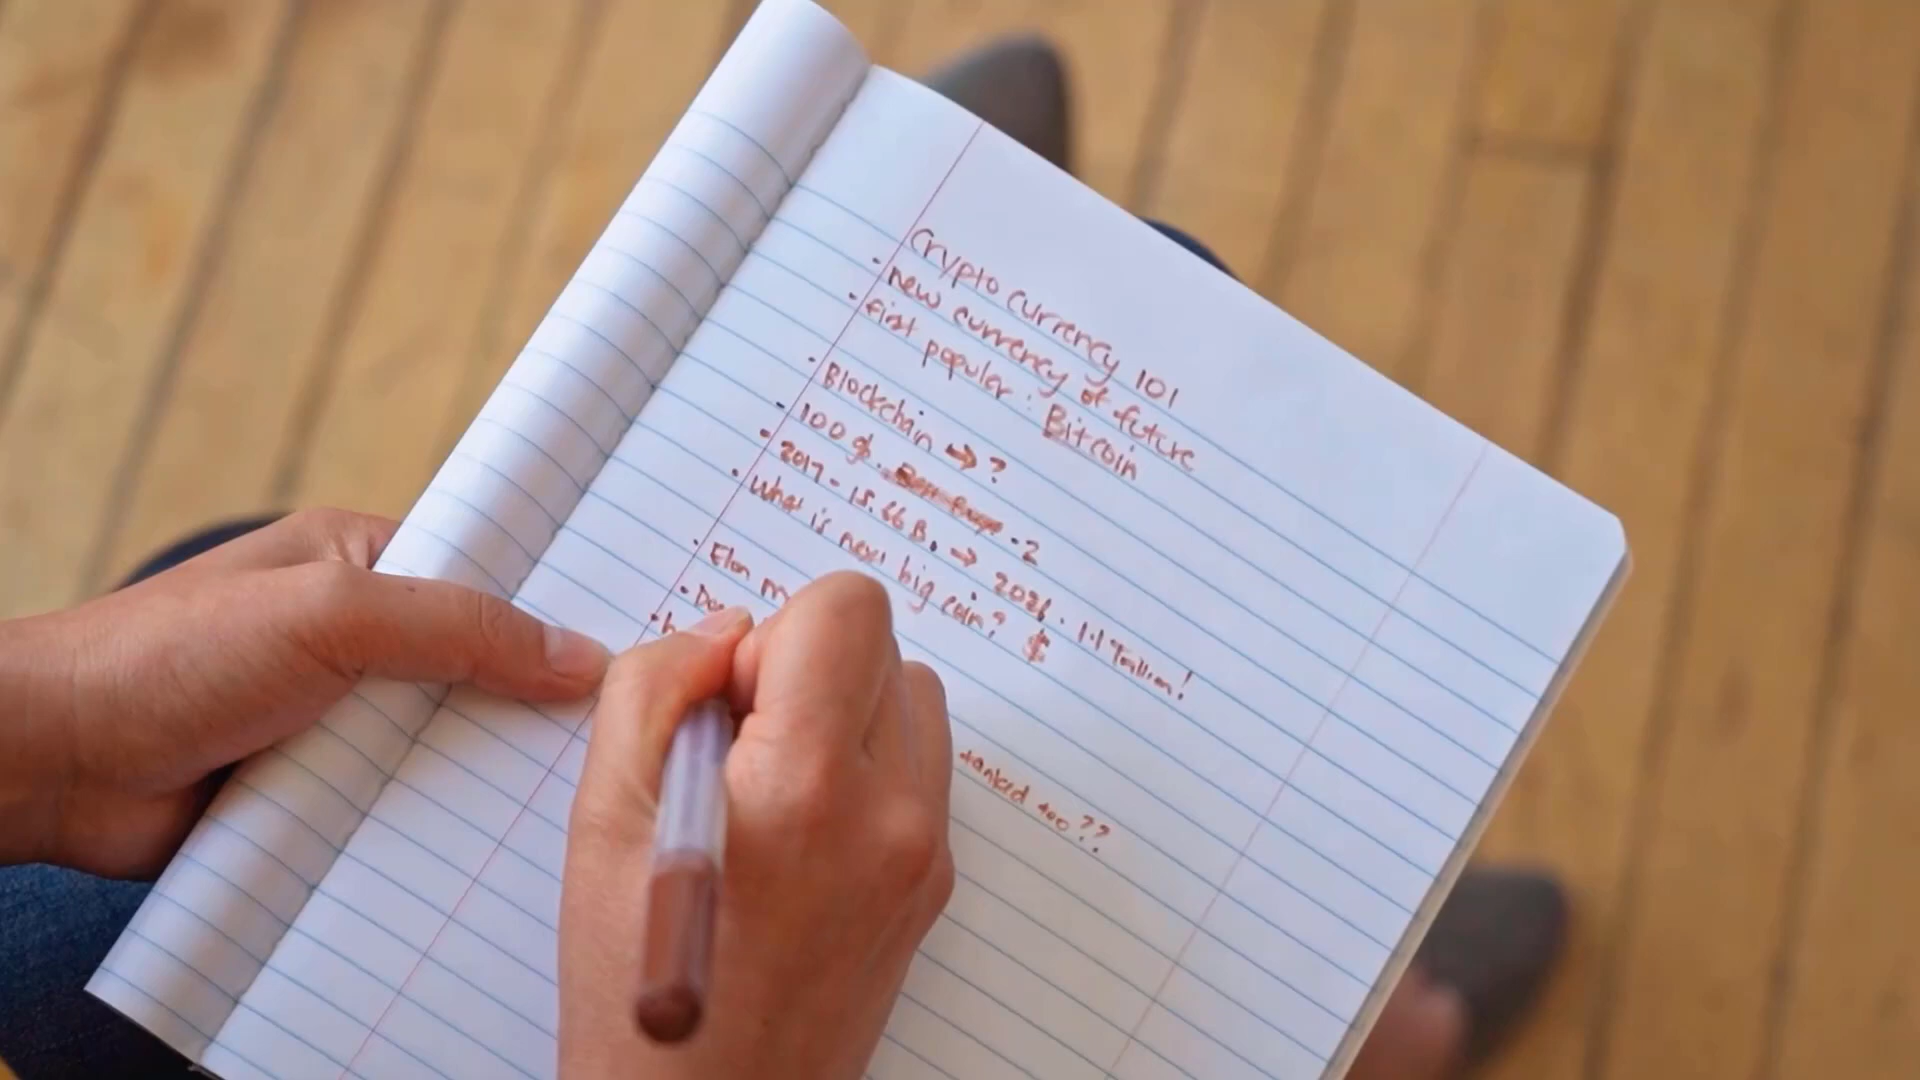 Crypto Currency 101
· new currency of future
· first popular : Bitcoin
· Blockchain → ?
- 100 $. · 2
· 2017 - 15.66 B. → 2021. 1.1 Trillion!
· What is next big coin? $
· Elon
tanked too ??